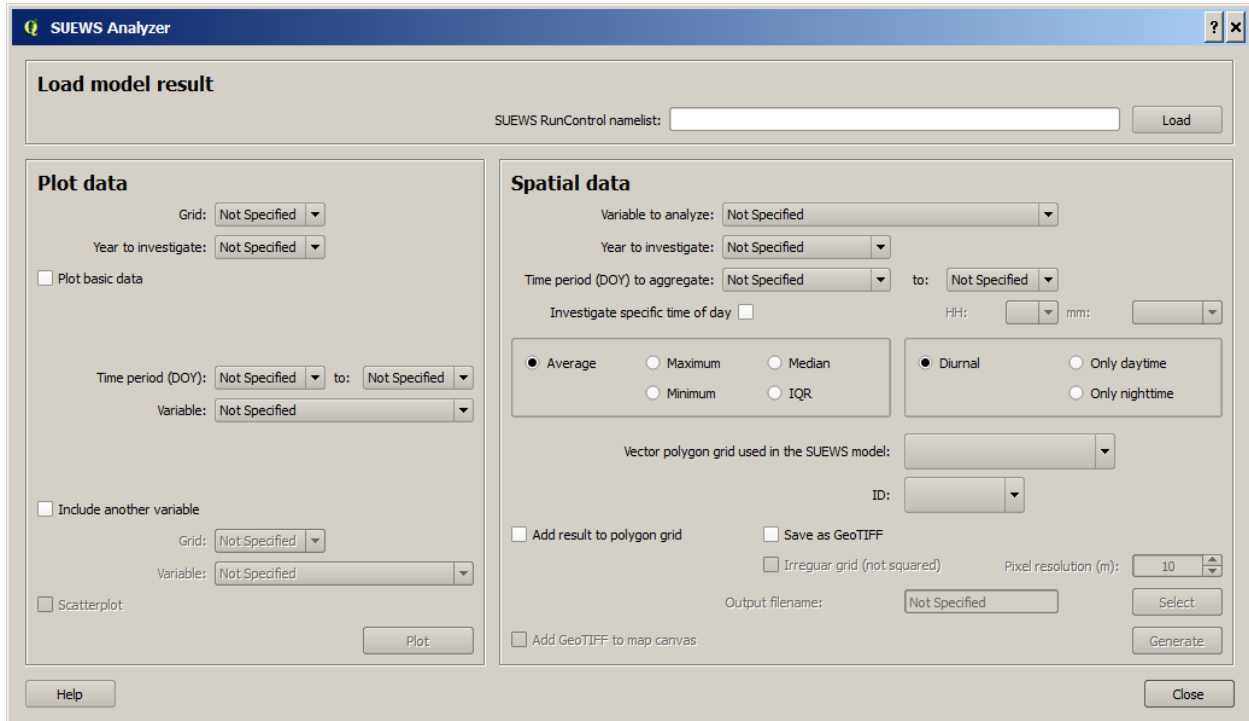 SUEWS Analyzer
? x
Load model result
SUEWS RunControl namelist: Load
Plot data
Grid: Not Specified
Year to investigate: Not Specified
Plot basic data
Time period (DOY): Not Specified to: Not Specified
Variable: Not Specified
Include another variable
Grid: Not Specified
Variable: Not Specified
Scatterplot
Plot
Spatial data
Variable to analyze: Not Specified
Year to investigate: Not Specified
Time period (DOY) to aggregate: Not Specified to: Not Specified
Investigate specific time of day HH: mm:
Average Maximum Median Diurnal Only daytime
Minimum IQR Only nighttime
Vector polygon grid used in the SUEWS model:
ID:
Add result to polygon grid Save as GeoTIFF
Irreguar grid (not squared) Pixel resolution (m): 10
Output filename: Not Specified Select
Add GeoTIFF to map canvas Generate
Help Close